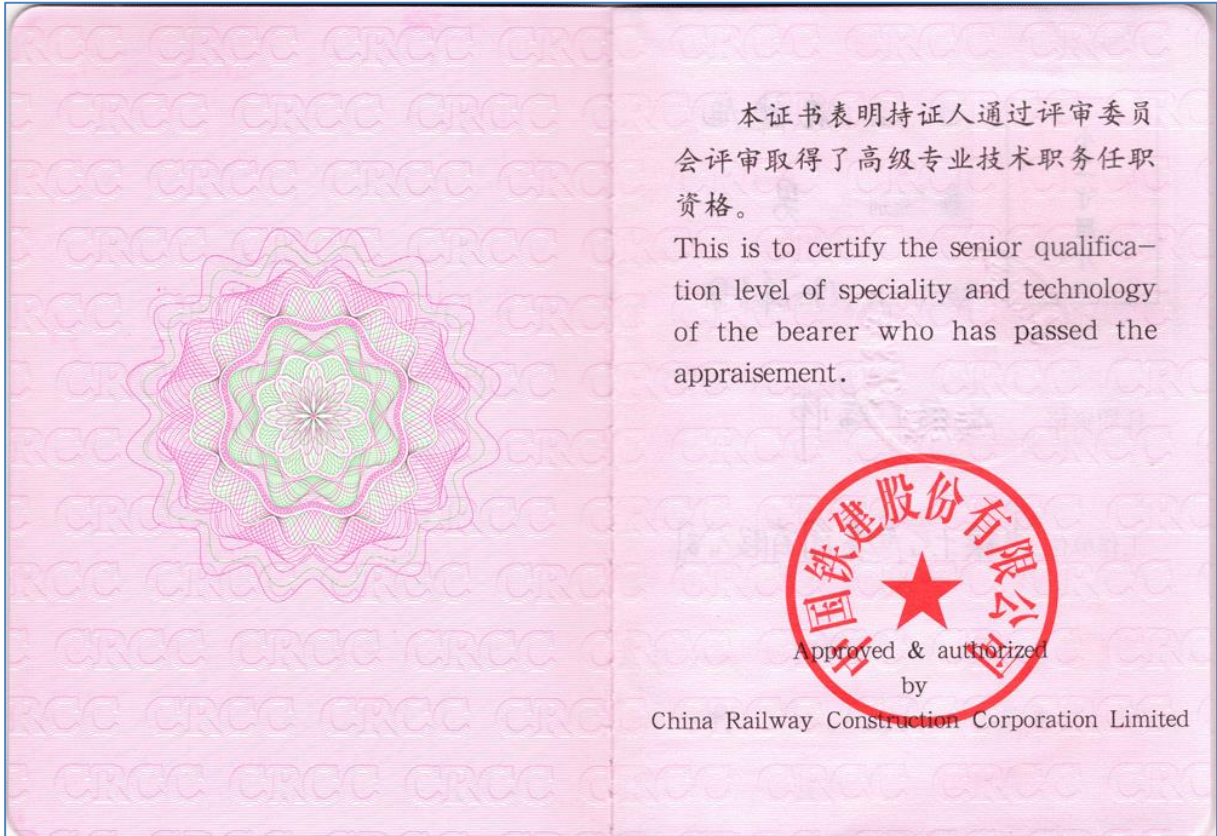 本证书表明持证人通过评审委员
会评审取得了高级专业技术职务任职
资格。
This is to certify the senior qualifica-
tion level of speciality and technology
of the bearer who has passed the
appraisement.
中国铁建股份有限公司
Approved & authorized
by
China Railway Construction Corporation Limited
CRCC